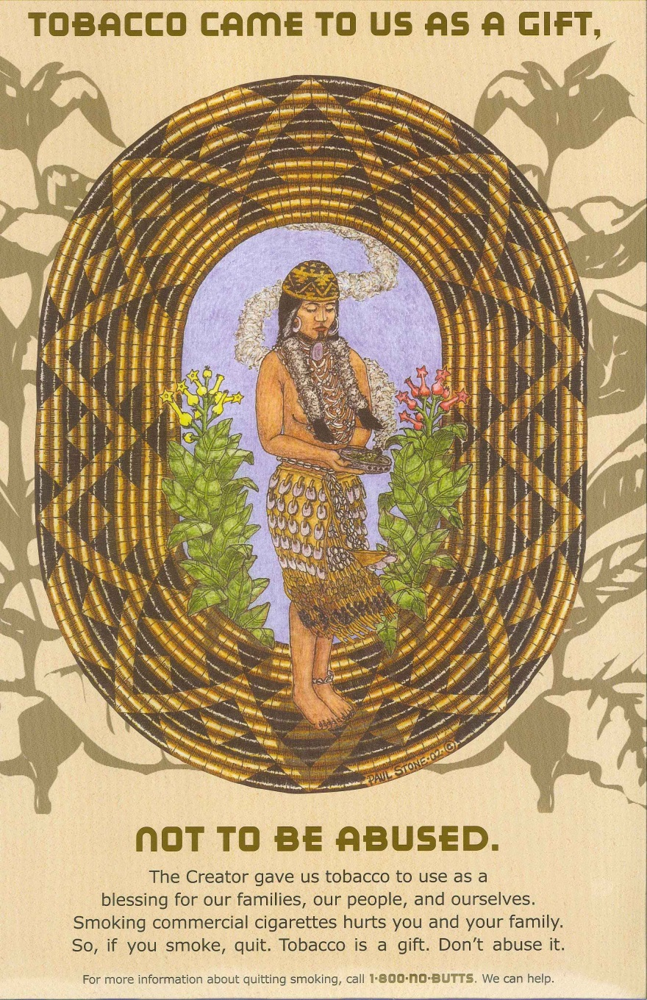 TOBACCO CAME TO US AS A GIFT,
PAUL STONE·02·©
NOT TO BE ABUSED.
The Creator gave us tobacco to use as a
blessing for our families, our people, and ourselves.
Smoking commercial cigarettes hurts you and your family.
So, if you smoke, quit. Tobacco is a gift. Don't abuse it.
For more information about quitting smoking, call 1·800·NO·BUTTS. We can help.